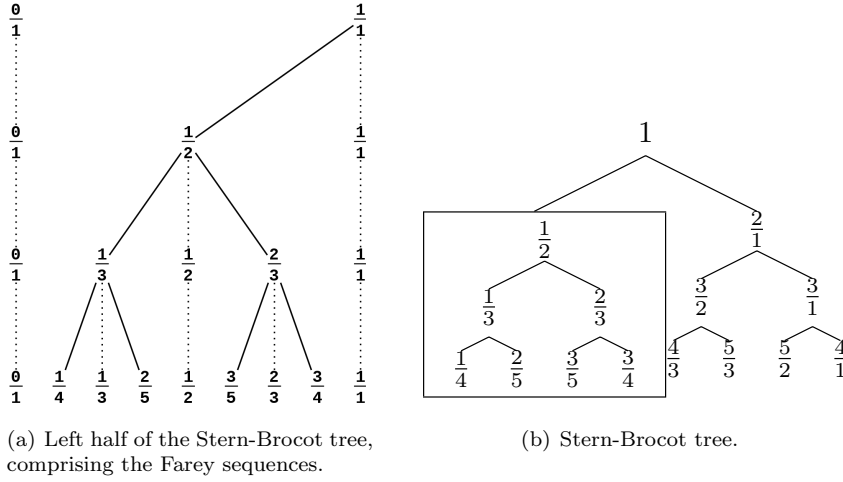 0/1 1/1
0/1 1/2 1/1
0/1 1/3 1/2 2/3 1/1
0/1 1/4 1/3 2/5 1/2 3/5 2/3 3/4 1/1
(a) Left half of the Stern-Brocot tree,
comprising the Farey sequences.
1
1/2 2/1
1/3 2/3 3/2 3/1
1/4 2/5 3/5 3/4 4/3 5/3 5/2 4/1
(b) Stern-Brocot tree.